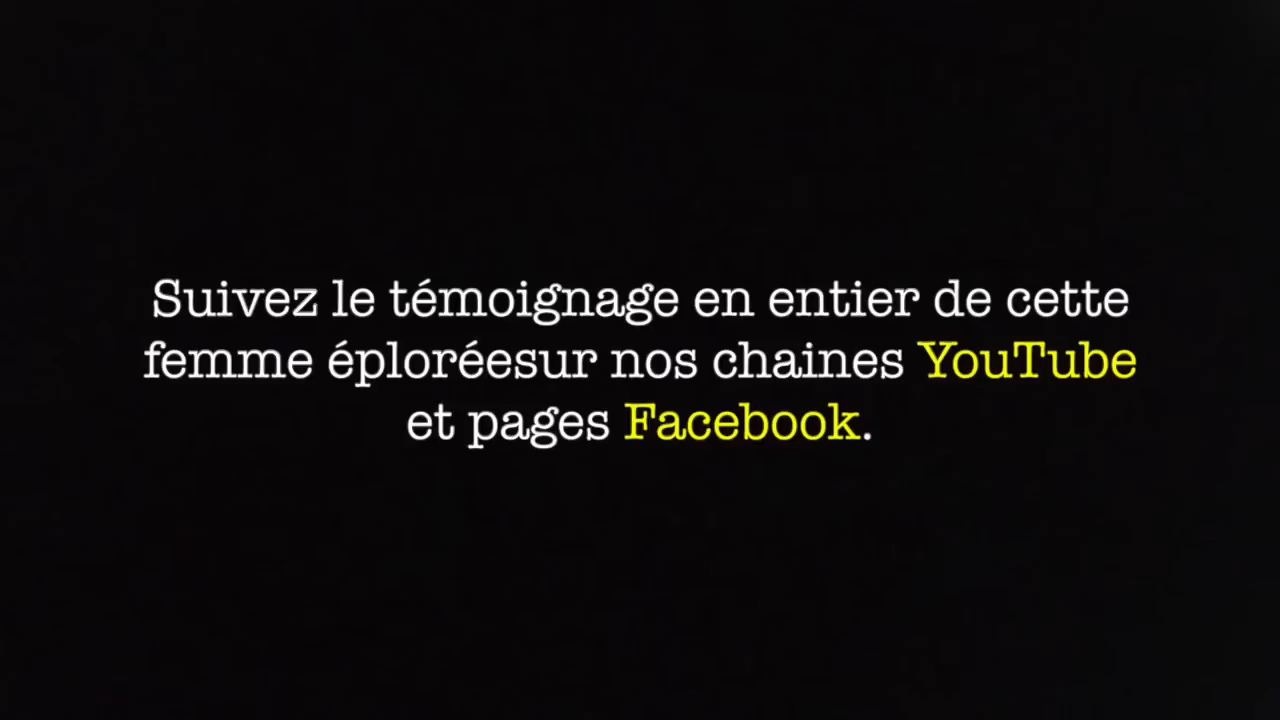 Suivez le témoignage en entier de cette
femme éploréesur nos chaines YouTube
et pages Facebook.